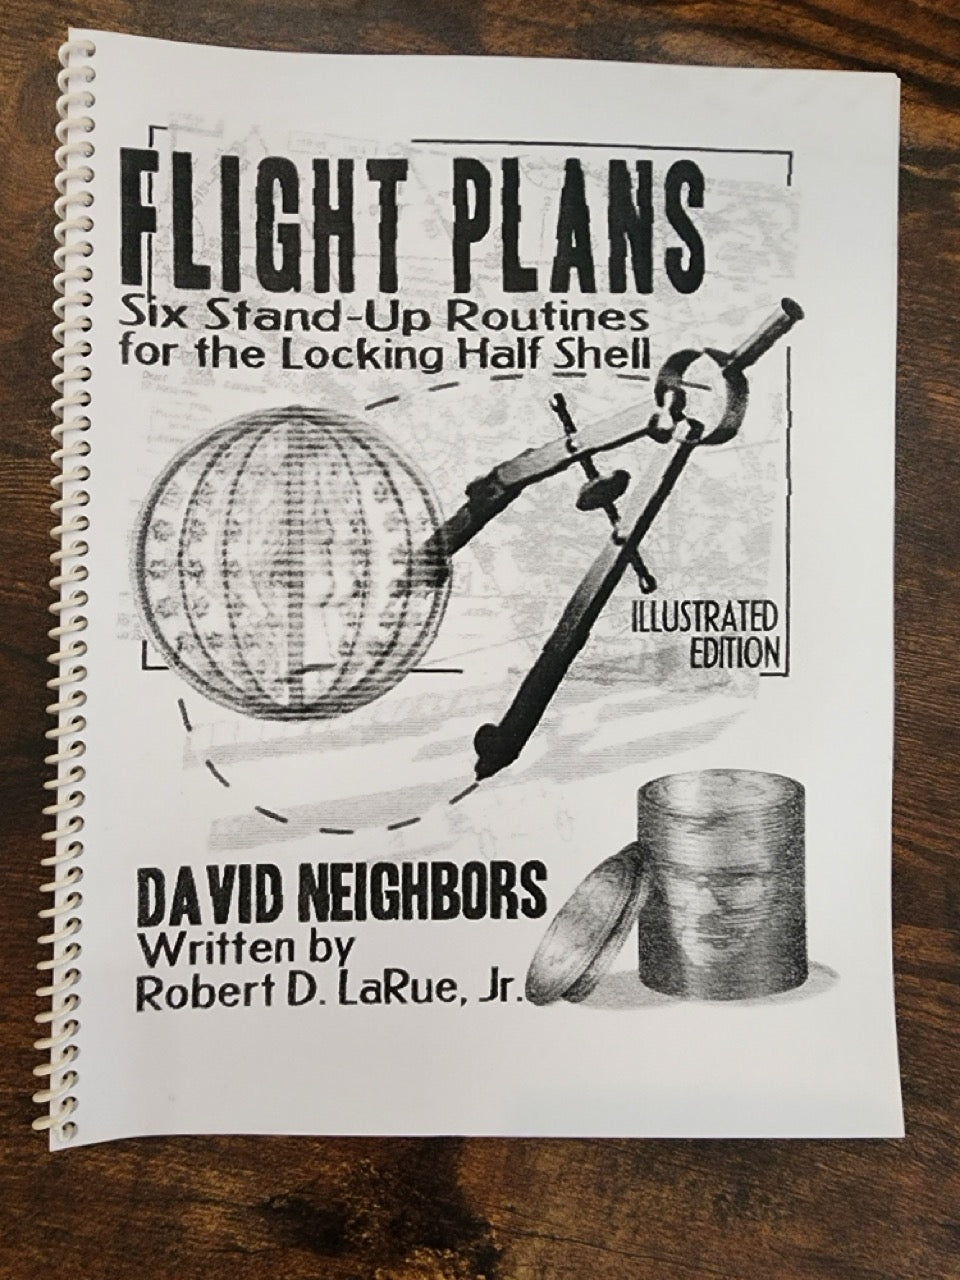 FLIGHT PLANS
Six Stand-Up Routines
for the Locking Half Shell
ILLUSTRATED
EDITION
DAVID NEIGHBORS
Written by
Robert D. LaRue, Jr.